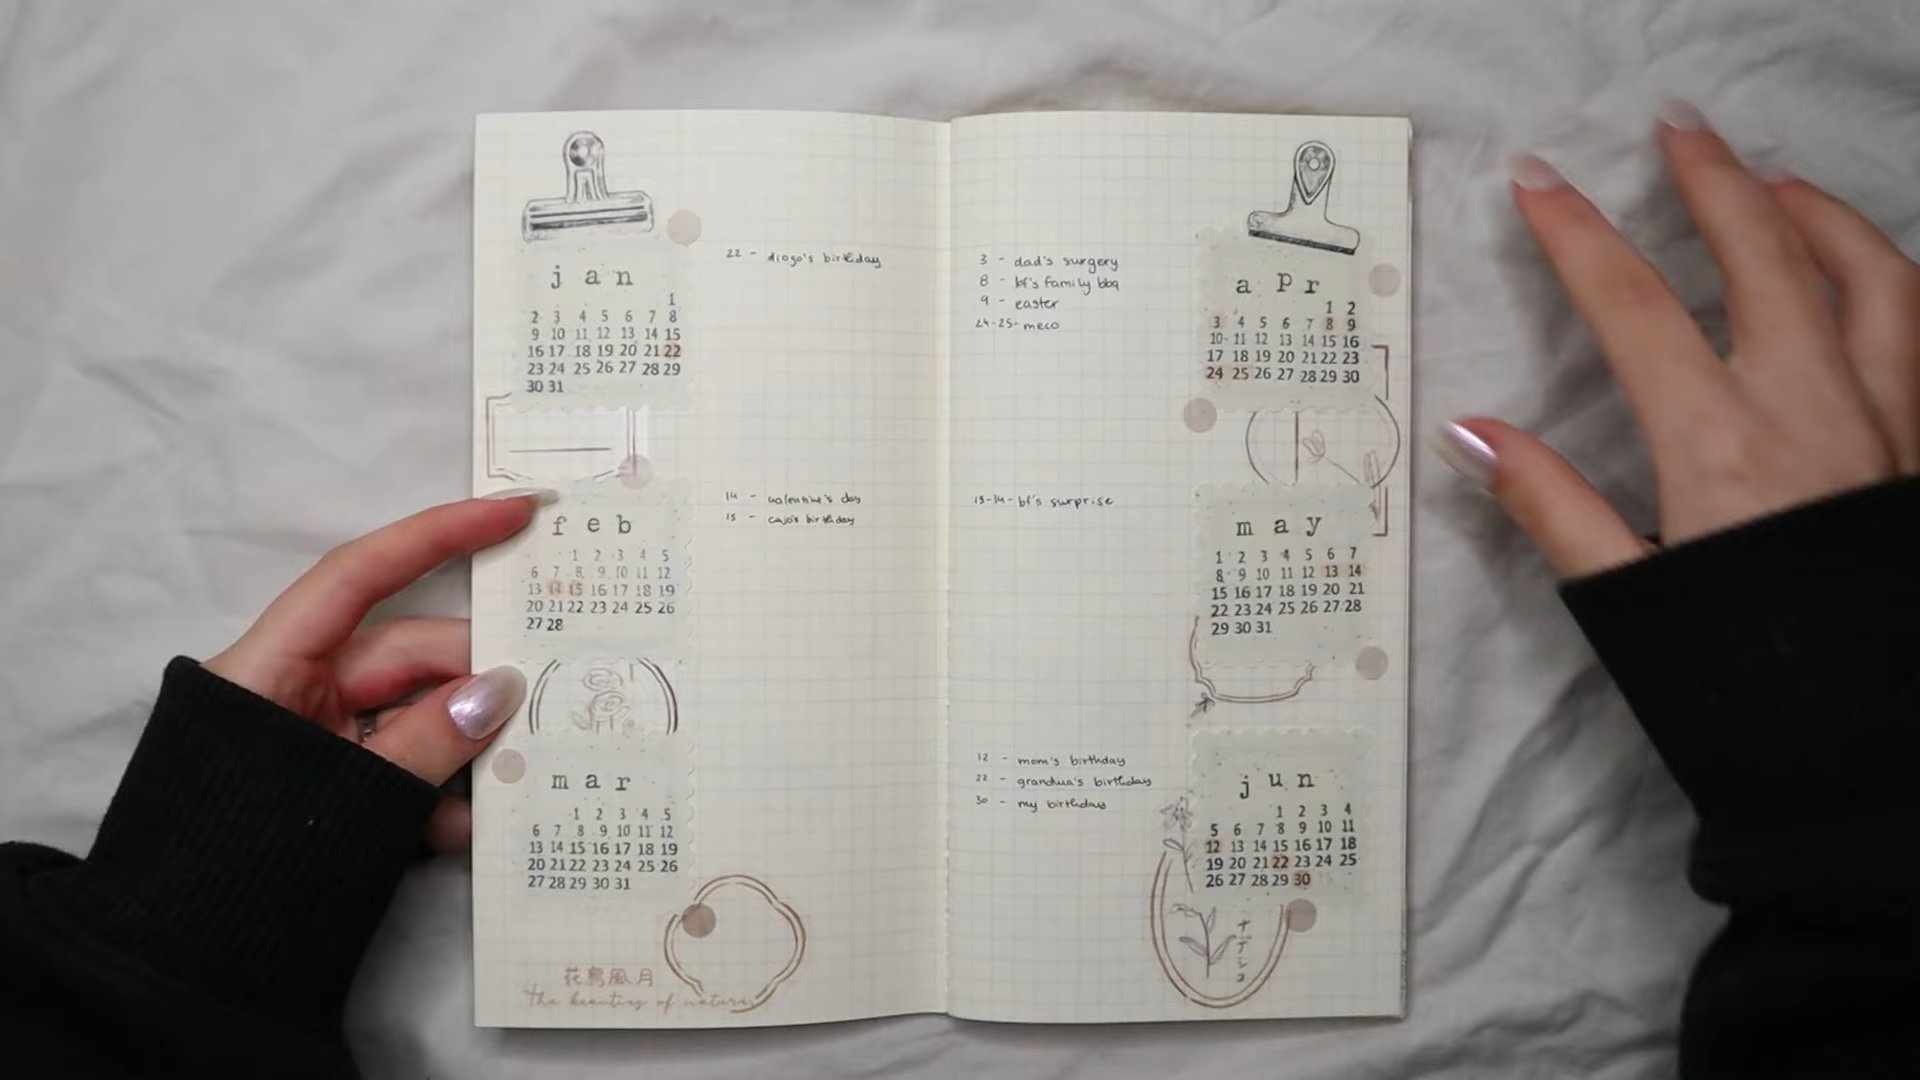 jan
1
2 3 4 5 6 7 8
9 10 11 12 13 14 15
16 17 18 19 20 21 22
23 24 25 26 27 28 29
30 31
22 - diogo's birthday
feb
1 2 3 4 5
6 7 8 9 10 11 12
13 14 15 16 17 18 19
20 21 22 23 24 25 26
27 28
14 - valentine's day
15 - cajo's birthday
mar
1 2 3 4 5
6 7 8 9 10 11 12
13 14 15 16 17 18 19
20 21 22 23 24 25 26
27 28 29 30 31
花鳥風月
the beauties of nature
3 - dad's surgery
8 - bf's family bbq
9 - easter
24-25- meco
apr
1 2
3 4 5 6 7 8 9
10 11 12 13 14 15 16
17 18 19 20 21 22 23
24 25 26 27 28 29 30
13-14- bf's surprise
may
1 2 3 4 5 6 7
8 9 10 11 12 13 14
15 16 17 18 19 20 21
22 23 24 25 26 27 28
29 30 31
12 - mom's birthday
22 - grandua's birthday
30 - my birthday
jun
1 2 3 4
5 6 7 8 9 10 11
12 13 14 15 16 17 18
19 20 21 22 23 24 25
26 27 28 29 30
ナデシコ